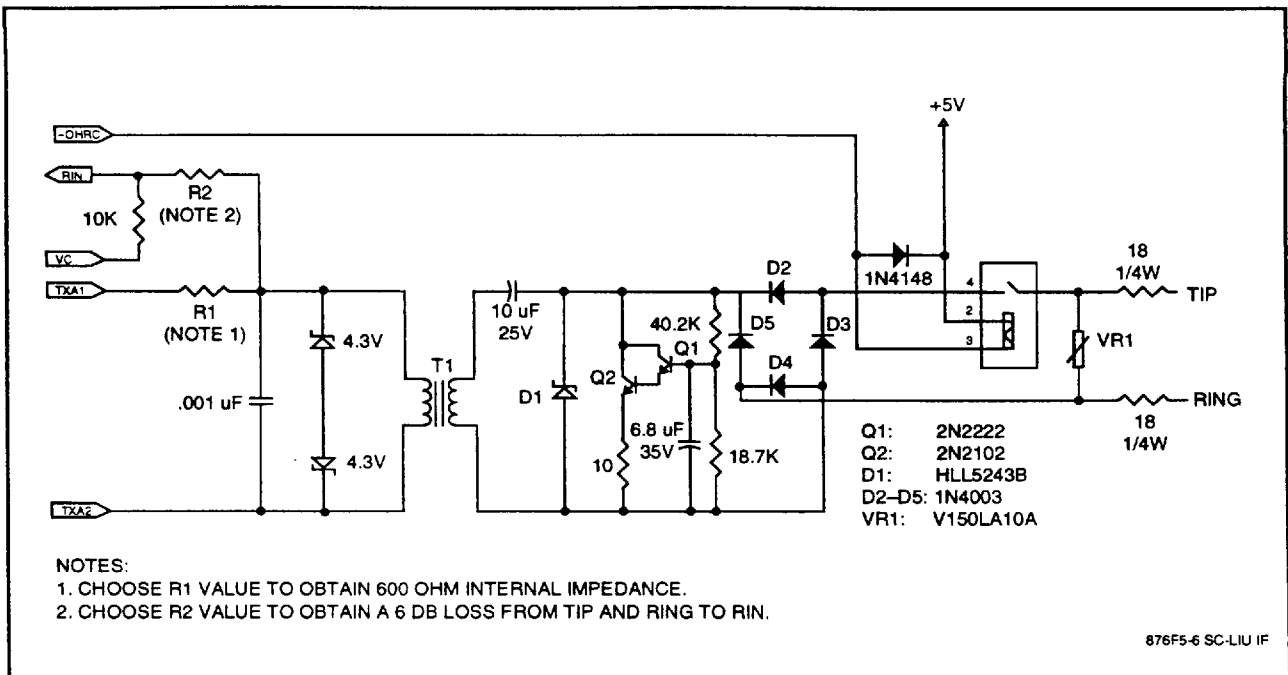 +5V
-OHRC
RIN
R2
(NOTE 2)
10K
VC
TXA1
R1
(NOTE 1)
.001 uF
4.3V
4.3V
TXA2
T1
10 uF
25V
D1
Q2
Q1
10
40.2K
6.8 uF
35V
18.7K
D2
D5
D3
D4
1N4148
4
2
3
18
1/4W
TIP
VR1
RING
18
1/4W
Q1: 2N2222
Q2: 2N2102
D1: HLL5243B
D2–D5: 1N4003
VR1: V150LA10A
NOTES:
1. CHOOSE R1 VALUE TO OBTAIN 600 OHM INTERNAL IMPEDANCE.
2. CHOOSE R2 VALUE TO OBTAIN A 6 DB LOSS FROM TIP AND RING TO RIN.
876F5-6 SC-LIU IF